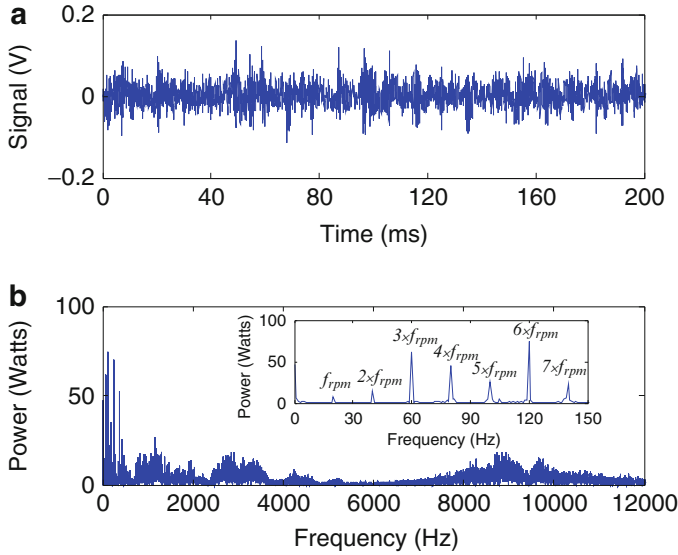 a
Signal (V)
0.2
0
−0.2
0 40 80 120 160 200
Time (ms)
b
Power (Watts)
100
50
0
0 2000 4000 6000 8000 10000 12000
Frequency (Hz)
Power (Watts)
100
50
0
f_rpm 2×f_rpm 3×f_rpm 4×f_rpm 5×f_rpm 6×f_rpm 7×f_rpm
0 30 60 90 120 150
Frequency (Hz)